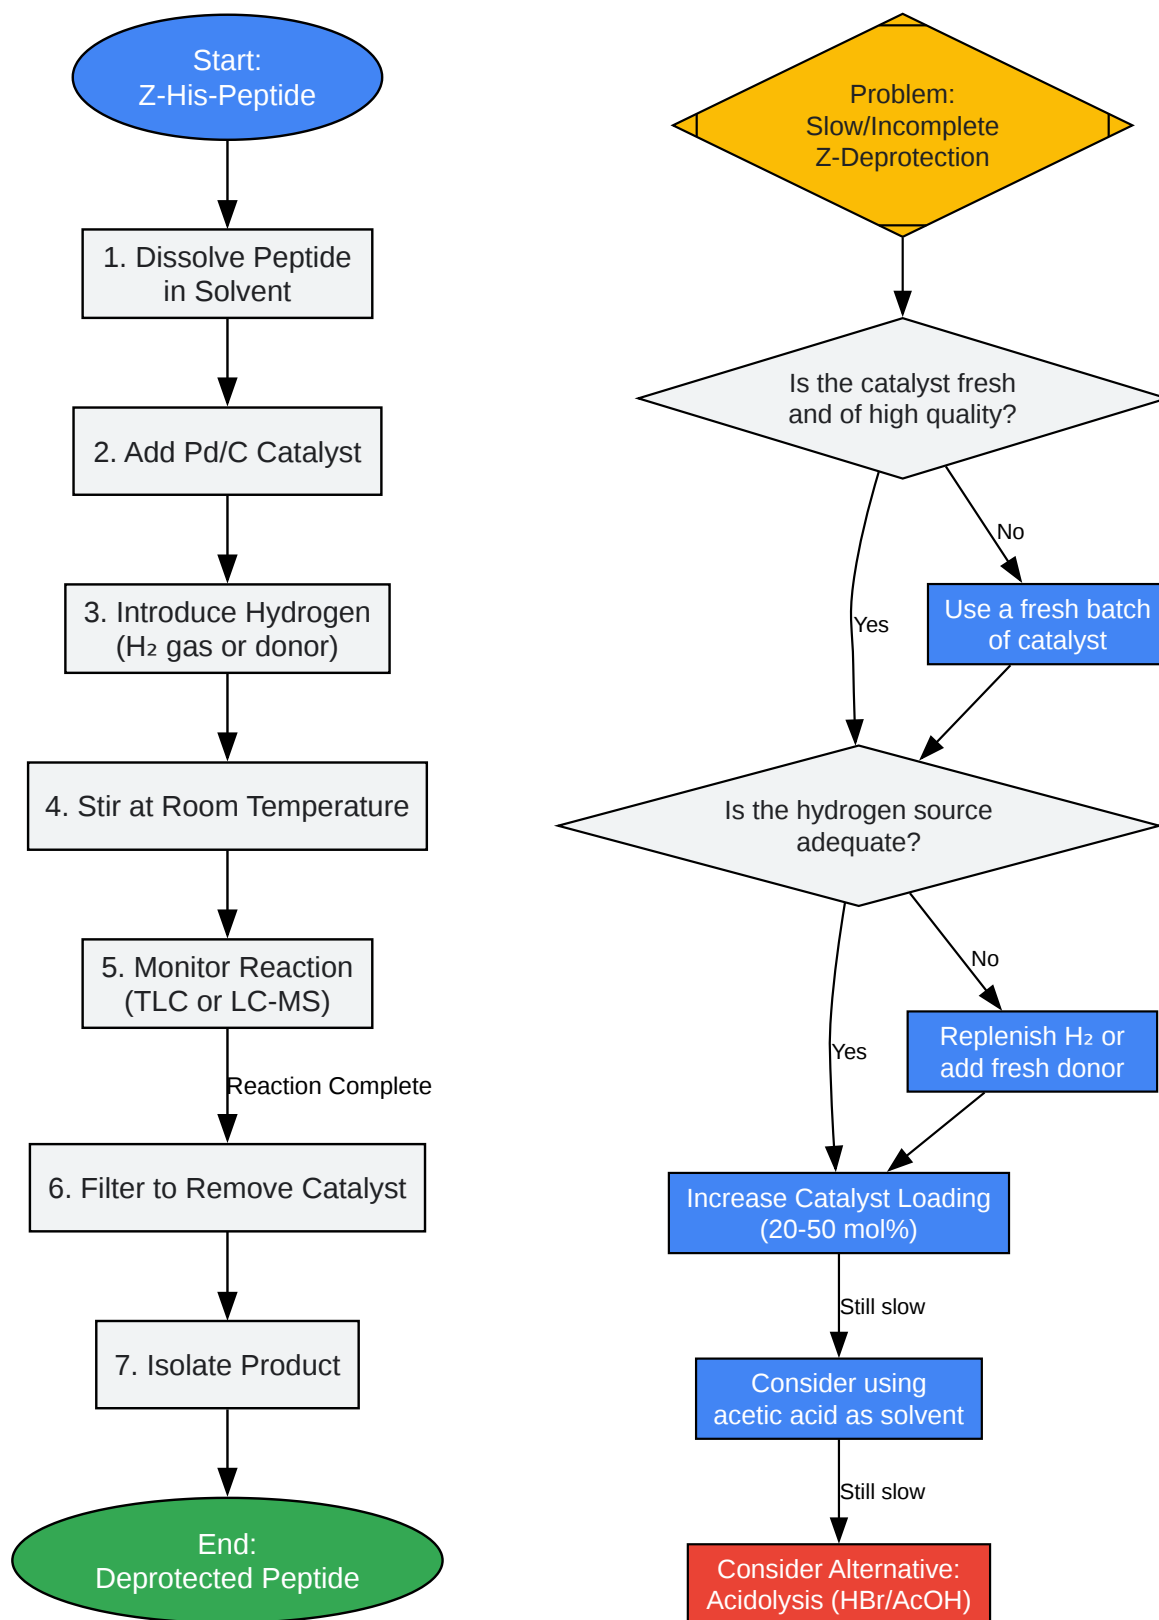 Start:
Z-His-Peptide
1. Dissolve Peptide
in Solvent
2. Add Pd/C Catalyst
3. Introduce Hydrogen
(H₂ gas or donor)
4. Stir at Room Temperature
5. Monitor Reaction
(TLC or LC-MS)
Reaction Complete
6. Filter to Remove Catalyst
7. Isolate Product
End:
Deprotected Peptide
Problem:
Slow/Incomplete
Z-Deprotection
Is the catalyst fresh
and of high quality?
No
Yes
Use a fresh batch
of catalyst
Is the hydrogen source
adequate?
No
Yes
Replenish H₂ or
add fresh donor
Increase Catalyst Loading
(20-50 mol%)
Still slow
Consider using
acetic acid as solvent
Still slow
Consider Alternative:
Acidolysis (HBr/AcOH)